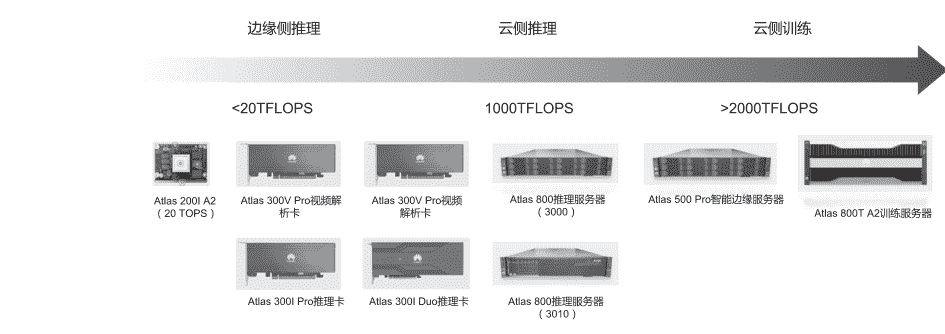 边缘侧推理
云侧推理
云侧训练
<20TFLOPS
1000TFLOPS
>2000TFLOPS
Atlas 200I A2
（20 TOPS）
Atlas 300V Pro视频解
析卡
Atlas 300V Pro视频
解析卡
Atlas 800推理服务器
（3000）
Atlas 500 Pro智能边缘服务器
Atlas 800T A2训练服务器
Atlas 300I Pro推理卡
Atlas 300I Duo推理卡
Atlas 800推理服务器
（3010）